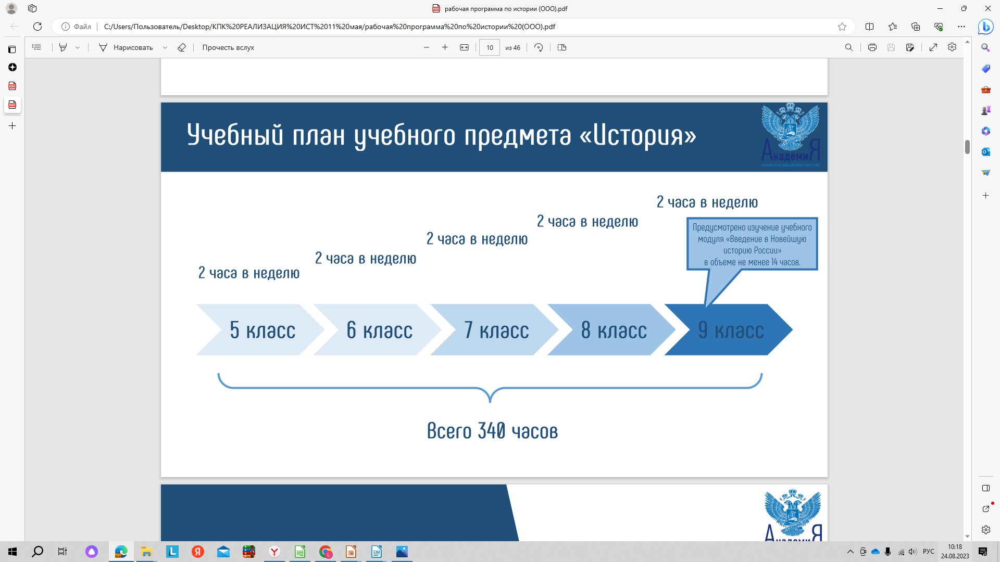 рабочая программа по истории (ООО).pdf
Файл
C:/Users/Пользователь/Desktop/КПК%20РЕАЛИЗАЦИЯ%20ИСТ%2011%20мая/рабочая%20программа%20по%20истории%20(ООО).pdf
Нарисовать
Прочесть вслух
10
из 46
Учебный план учебного предмета «История»
АкадемиЯ
МИНПРОСВЕЩЕНИЯ РОССИИ
2 часа в неделю
2 часа в неделю
2 часа в неделю
2 часа в неделю
2 часа в неделю
Предусмотрено изучение учебного
модуля «Введение в Новейшую
историю России»
в объеме не менее 14 часов.
5 класс
6 класс
7 класс
8 класс
9 класс
Всего 340 часов
АкадемиЯ
РУС
10:18
24.08.2023